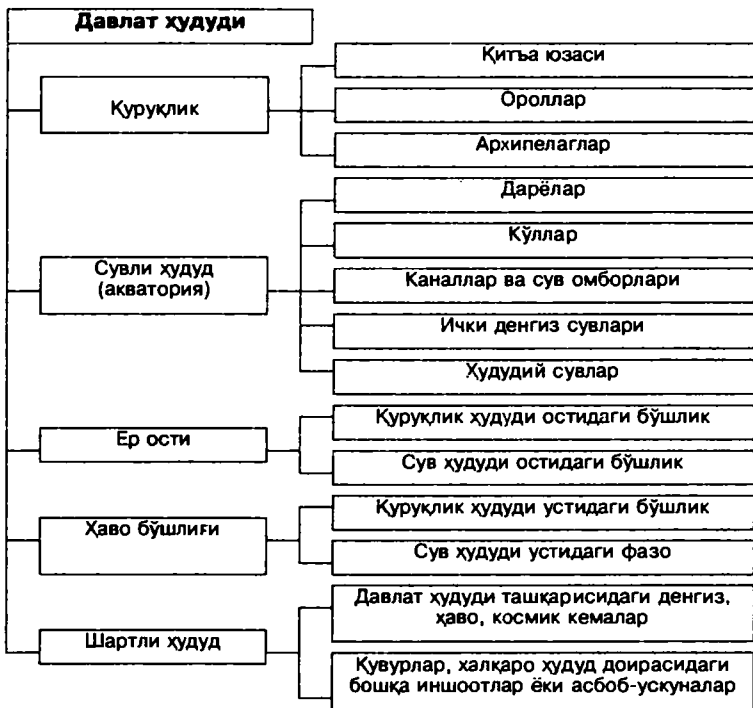 Давлат ҳудуди
Қуруқлик
Қитъа юзаси
Ороллар
Архипелаглар
Сувли ҳудуд
(акватория)
Дарёлар
Кўллар
Каналлар ва сув омборлари
Ички денгиз сувлари
Ҳудудий сувлар
Ер ости
Қуруқлик ҳудуди остидаги бўшлик
Сув ҳудуди остидаги бўшлик
Ҳаво бўшлиғи
Қуруқлик ҳудуди устидаги бўшлик
Сув ҳудуди устидаги фазо
Шартли ҳудуд
Давлат ҳудуди ташқарисидаги денгиз,
ҳаво, космик кемалар
Қувурлар, халқаро ҳудуд доирасидаги
бошқа иншоотлар ёки асбоб-ускуналар